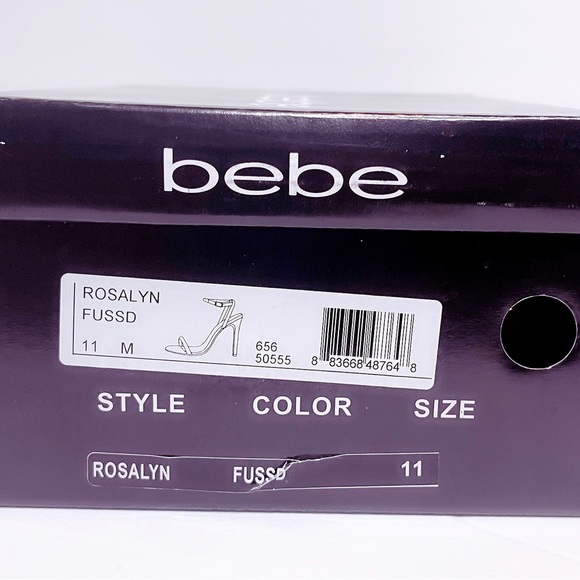 bebe
ROSALYN
FUSSD
11 M
656
50555
8 83668 48764 8
STYLE COLOR SIZE
ROSALYN FUSSD 11